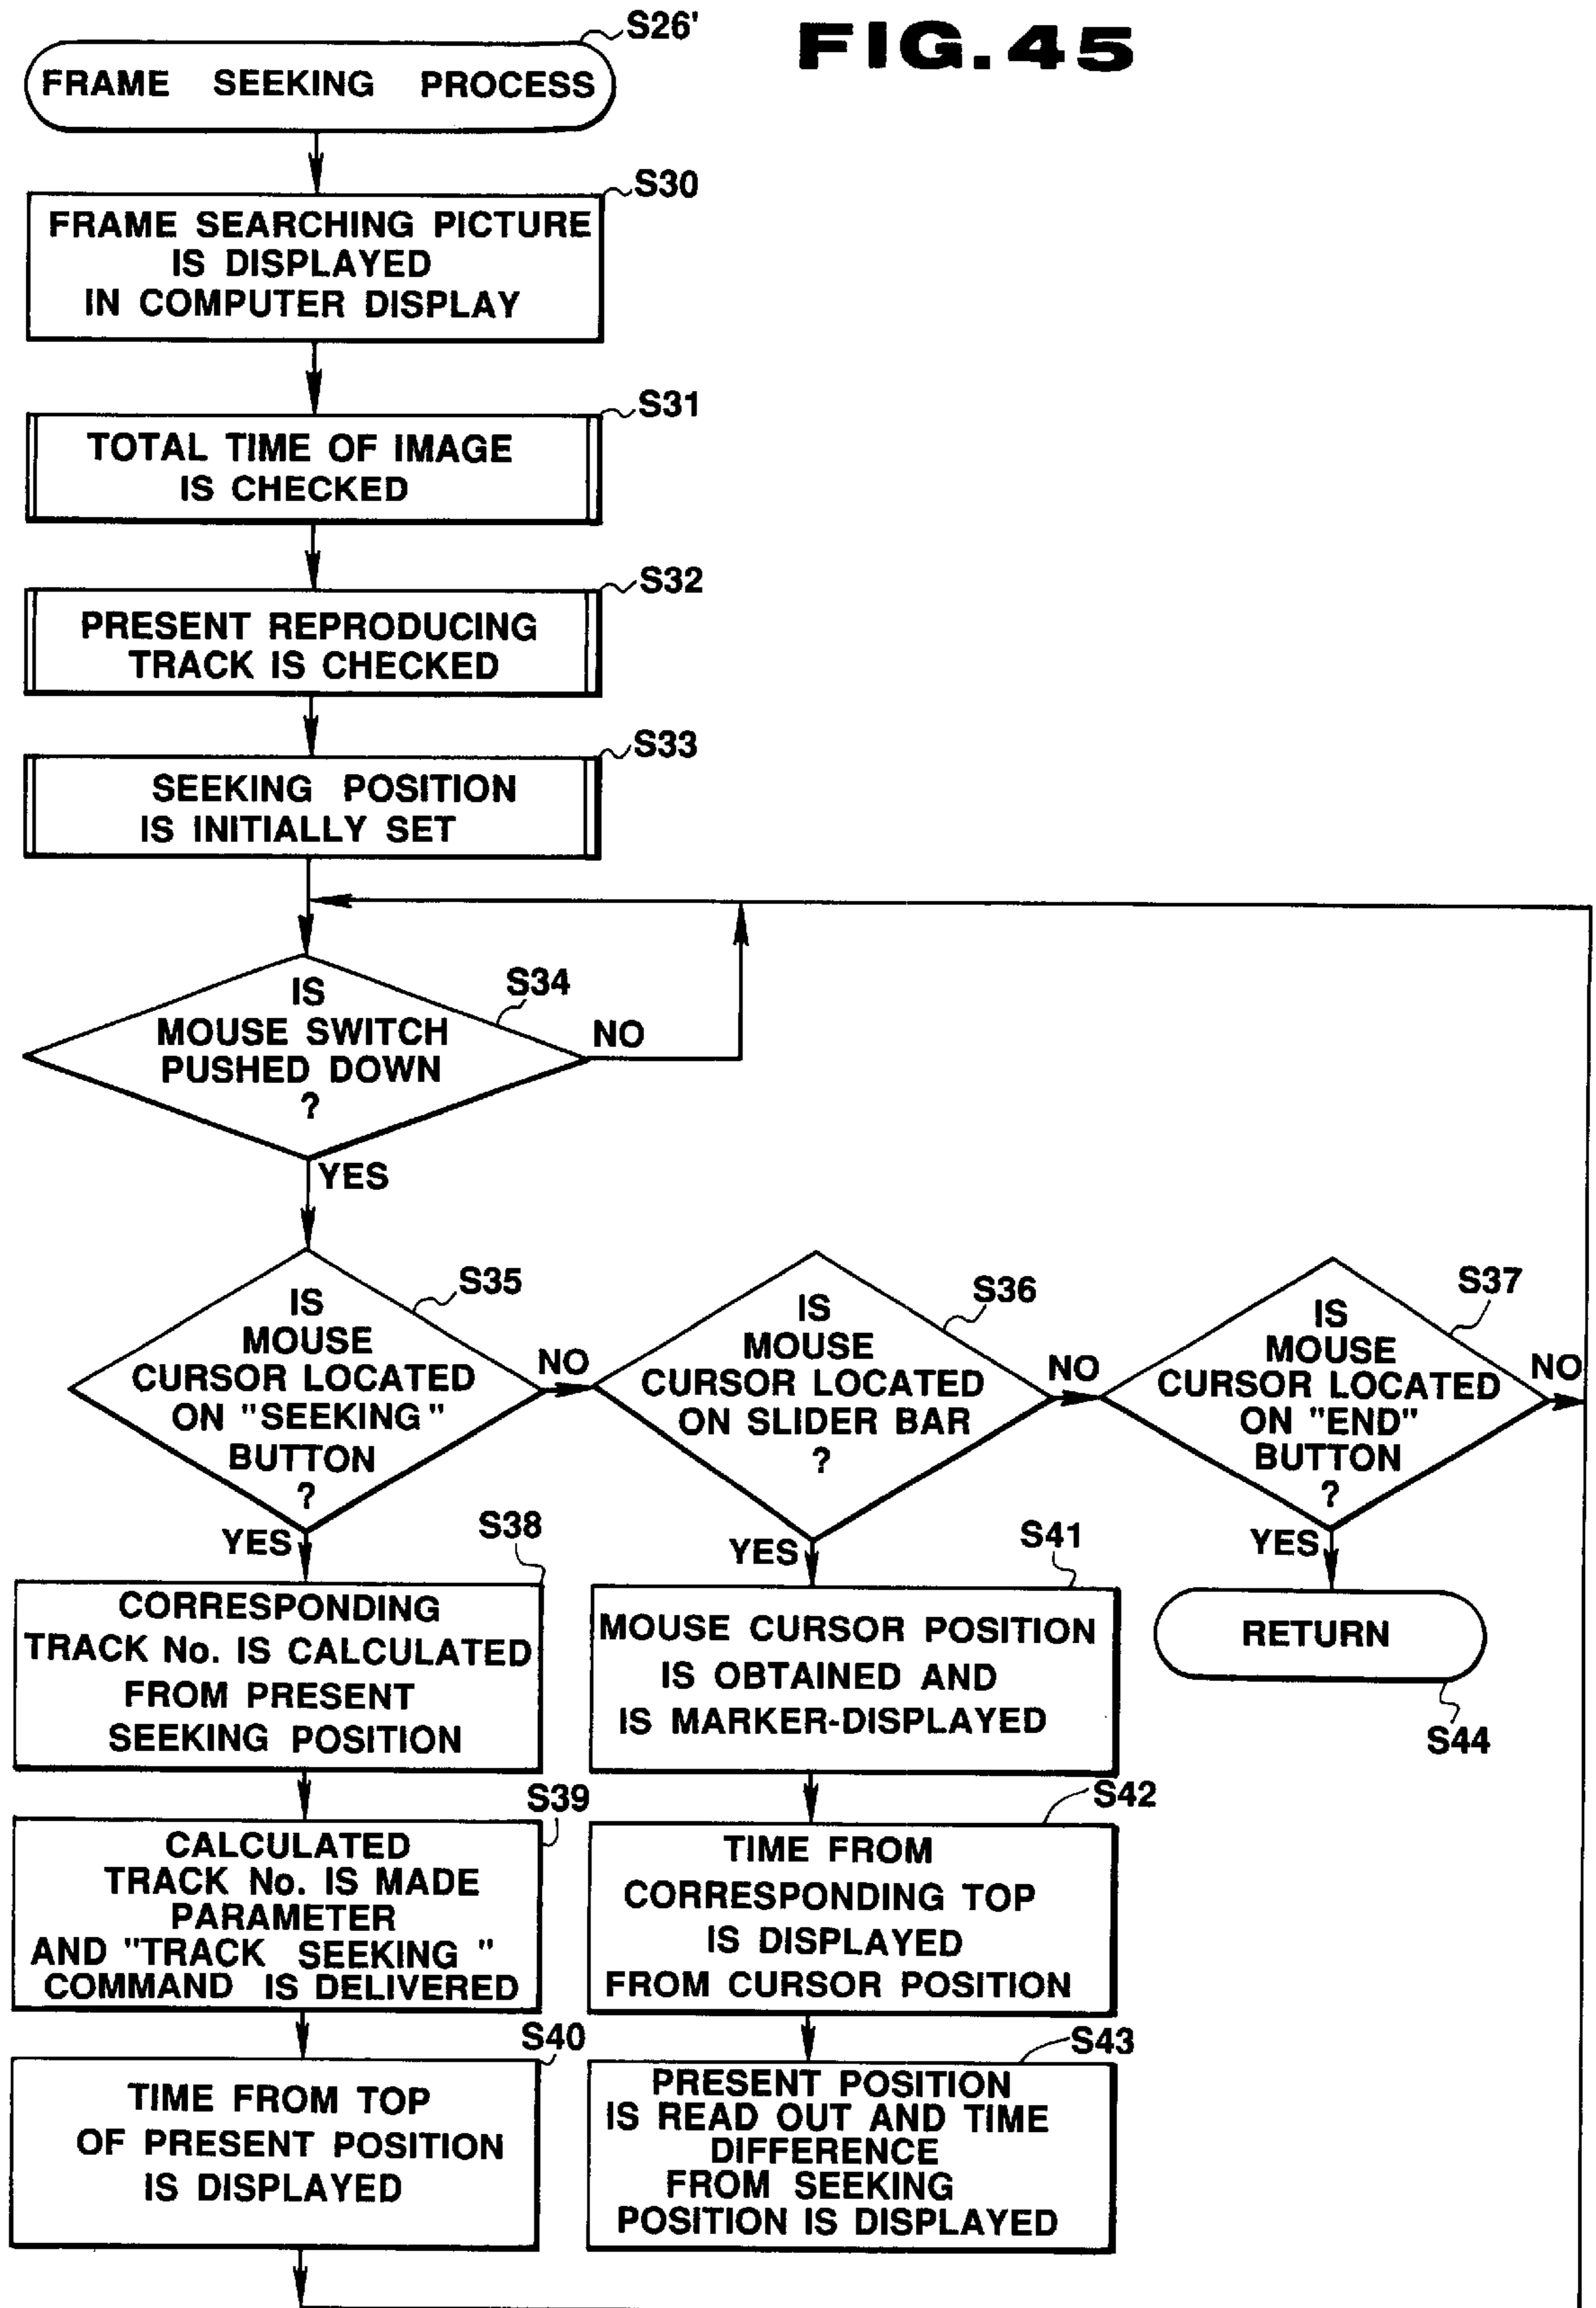 FIG.45
S26'
FRAME SEEKING PROCESS
S30
FRAME SEARCHING PICTURE
IS DISPLAYED
IN COMPUTER DISPLAY
S31
TOTAL TIME OF IMAGE
IS CHECKED
S32
PRESENT REPRODUCING
TRACK IS CHECKED
S33
SEEKING POSITION
IS INITIALLY SET
S34
IS
MOUSE SWITCH
PUSHED DOWN
?
NO
YES
S35
IS
MOUSE
CURSOR LOCATED
ON "SEEKING"
BUTTON
?
NO
YES
S36
IS
MOUSE
CURSOR LOCATED
ON SLIDER BAR
?
NO
YES
S37
IS
MOUSE
CURSOR LOCATED
ON "END"
BUTTON
?
NO
YES
S38
CORRESPONDING
TRACK No. IS CALCULATED
FROM PRESENT
SEEKING POSITION
S39
CALCULATED
TRACK No. IS MADE
PARAMETER
AND "TRACK SEEKING "
COMMAND IS DELIVERED
S40
TIME FROM TOP
OF PRESENT POSITION
IS DISPLAYED
S41
MOUSE CURSOR POSITION
IS OBTAINED AND
IS MARKER-DISPLAYED
S42
TIME FROM
CORRESPONDING TOP
IS DISPLAYED
FROM CURSOR POSITION
S43
PRESENT POSITION
IS READ OUT AND TIME
DIFFERENCE
FROM SEEKING
POSITION IS DISPLAYED
RETURN
S44